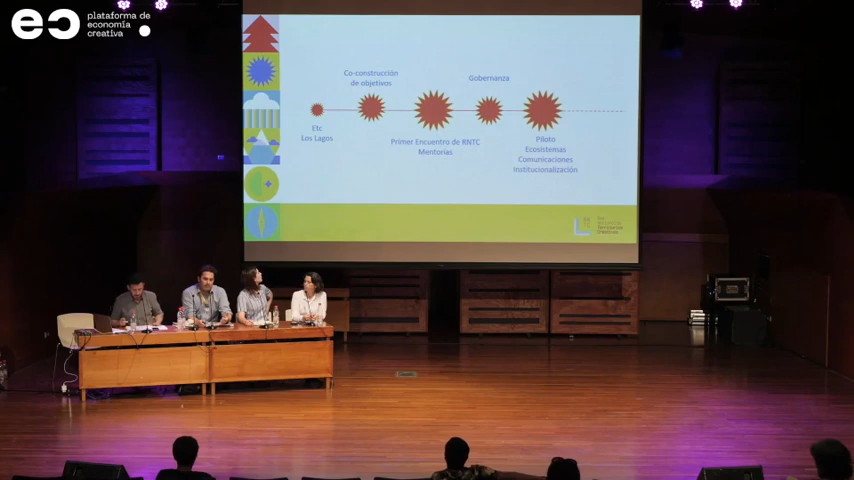 ec plataforma de
economía
creativa
Co-construcción
de objetivos
Gobernanza
Etc
Los Lagos
Primer Encuentro de RNTC
Mentorías
Piloto
Ecosistemas
Comunicaciones
Institucionalización